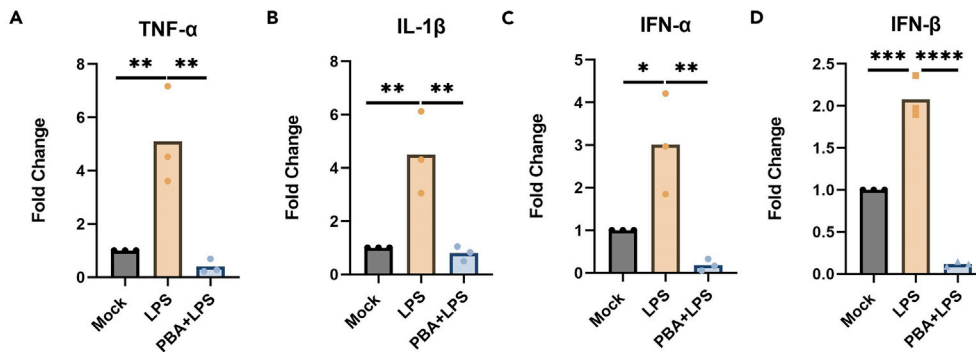 A
TNF-α
** **
Fold Change
8
6
4
2
0
Mock
LPS
PBA+LPS
B
IL-1β
** **
Fold Change
8
6
4
2
0
Mock
LPS
PBA+LPS
C
IFN-α
* **
Fold Change
5
4
3
2
1
0
Mock
LPS
PBA+LPS
D
IFN-β
*** ****
Fold Change
2.5
2.0
1.5
1.0
0.5
0.0
Mock
LPS
PBA+LPS